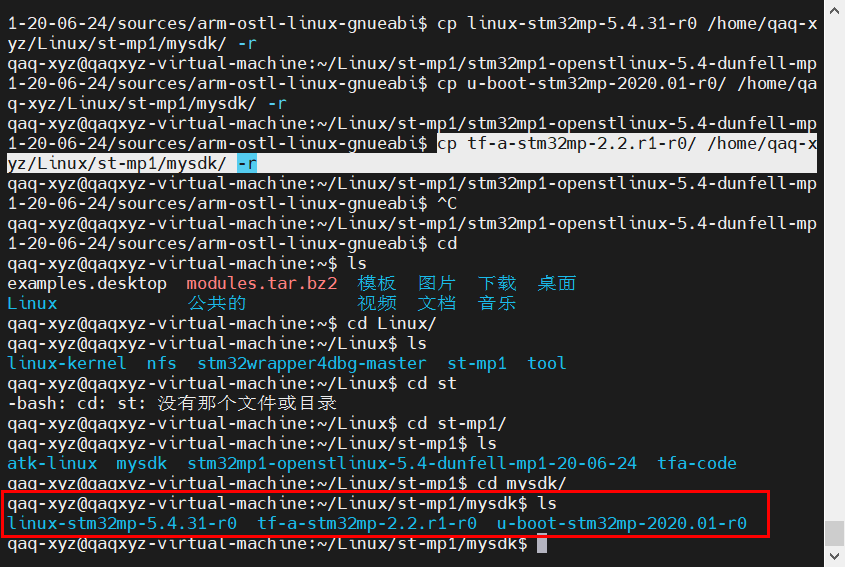 1-20-06-24/sources/arm-ostl-linux-gnueabi$ cp linux-stm32mp-5.4.31-r0 /home/qaq-x
yz/Linux/st-mp1/mysdk/ -r
qaq-xyz@qaqxyz-virtual-machine:~/Linux/st-mp1/stm32mp1-openstlinux-5.4-dunfell-mp
1-20-06-24/sources/arm-ostl-linux-gnueabi$ cp u-boot-stm32mp-2020.01-r0/ /home/qa
q-xyz/Linux/st-mp1/mysdk/ -r
qaq-xyz@qaqxyz-virtual-machine:~/Linux/st-mp1/stm32mp1-openstlinux-5.4-dunfell-mp
1-20-06-24/sources/arm-ostl-linux-gnueabi$ cp tf-a-stm32mp-2.2.r1-r0/ /home/qaq-x
yz/Linux/st-mp1/mysdk/ -r
qaq-xyz@qaqxyz-virtual-machine:~/Linux/st-mp1/stm32mp1-openstlinux-5.4-dunfell-mp
1-20-06-24/sources/arm-ostl-linux-gnueabi$ ^C
qaq-xyz@qaqxyz-virtual-machine:~/Linux/st-mp1/stm32mp1-openstlinux-5.4-dunfell-mp
1-20-06-24/sources/arm-ostl-linux-gnueabi$ cd
qaq-xyz@qaqxyz-virtual-machine:~$ ls
examples.desktop modules.tar.bz2 模板 图片 下载 桌面
Linux 公共的 视频 文档 音乐
qaq-xyz@qaqxyz-virtual-machine:~$ cd Linux/
qaq-xyz@qaqxyz-virtual-machine:~/Linux$ ls
linux-kernel nfs stm32wrapper4dbg-master st-mp1 tool
qaq-xyz@qaqxyz-virtual-machine:~/Linux$ cd st
-bash: cd: st: 没有那个文件或目录
qaq-xyz@qaqxyz-virtual-machine:~/Linux$ cd st-mp1/
qaq-xyz@qaqxyz-virtual-machine:~/Linux/st-mp1$ ls
atk-linux mysdk stm32mp1-openstlinux-5.4-dunfell-mp1-20-06-24 tfa-code
qaq-xyz@qaqxyz-virtual-machine:~/Linux/st-mp1$ cd mysdk/
qaq-xyz@qaqxyz-virtual-machine:~/Linux/st-mp1/mysdk$ ls
linux-stm32mp-5.4.31-r0 tf-a-stm32mp-2.2.r1-r0 u-boot-stm32mp-2020.01-r0
qaq-xyz@qaqxyz-virtual-machine:~/Linux/st-mp1/mysdk$